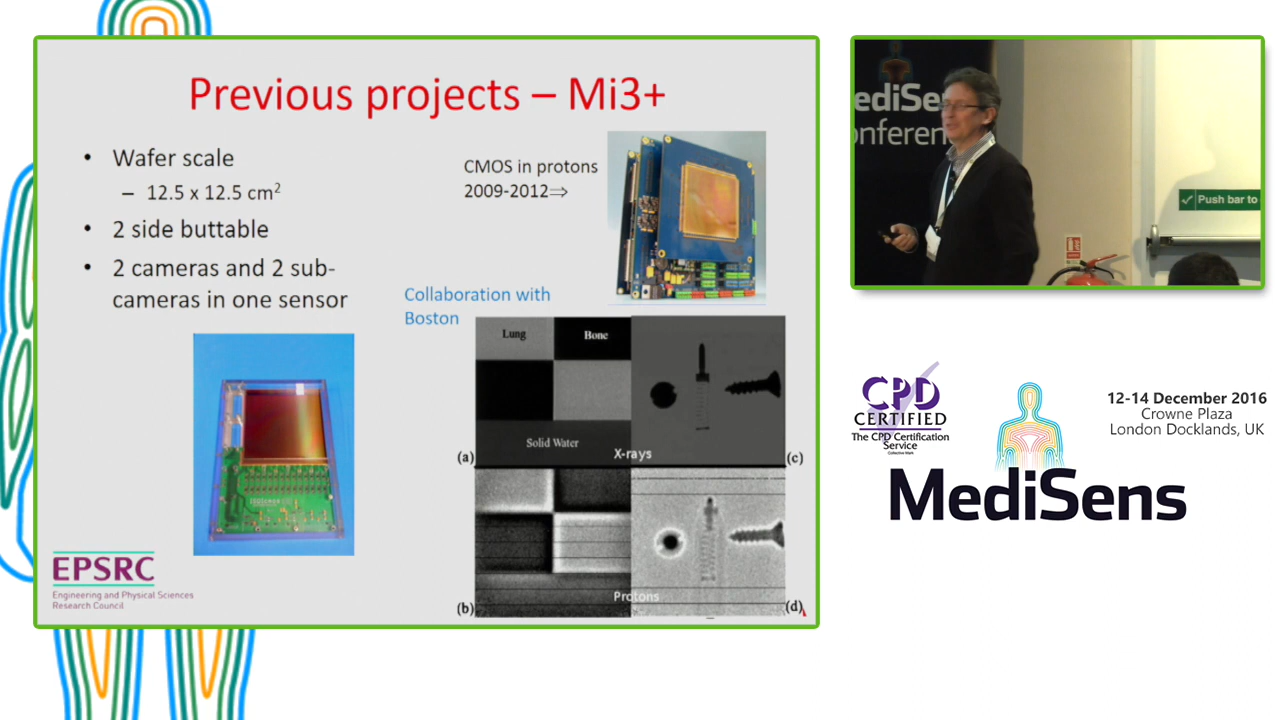 Previous projects – Mi3+
• Wafer scale
– 12.5 x 12.5 cm²
• 2 side buttable
• 2 cameras and 2 sub-
cameras in one sensor
CMOS in protons
2009-2012⇒
Collaboration with
Boston
Lung
Bone
Solid Water
X-rays
(a)
(c)
Protons
(b)
(d)
EPSRC
Engineering and Physical Sciences
Research Council
ediSe
onferen
Push bar to
CPD
CERTIFIED
The CPD Certification
Service
Collective Mark
12-14 December 2016
Crowne Plaza
London Docklands, UK
MediSens